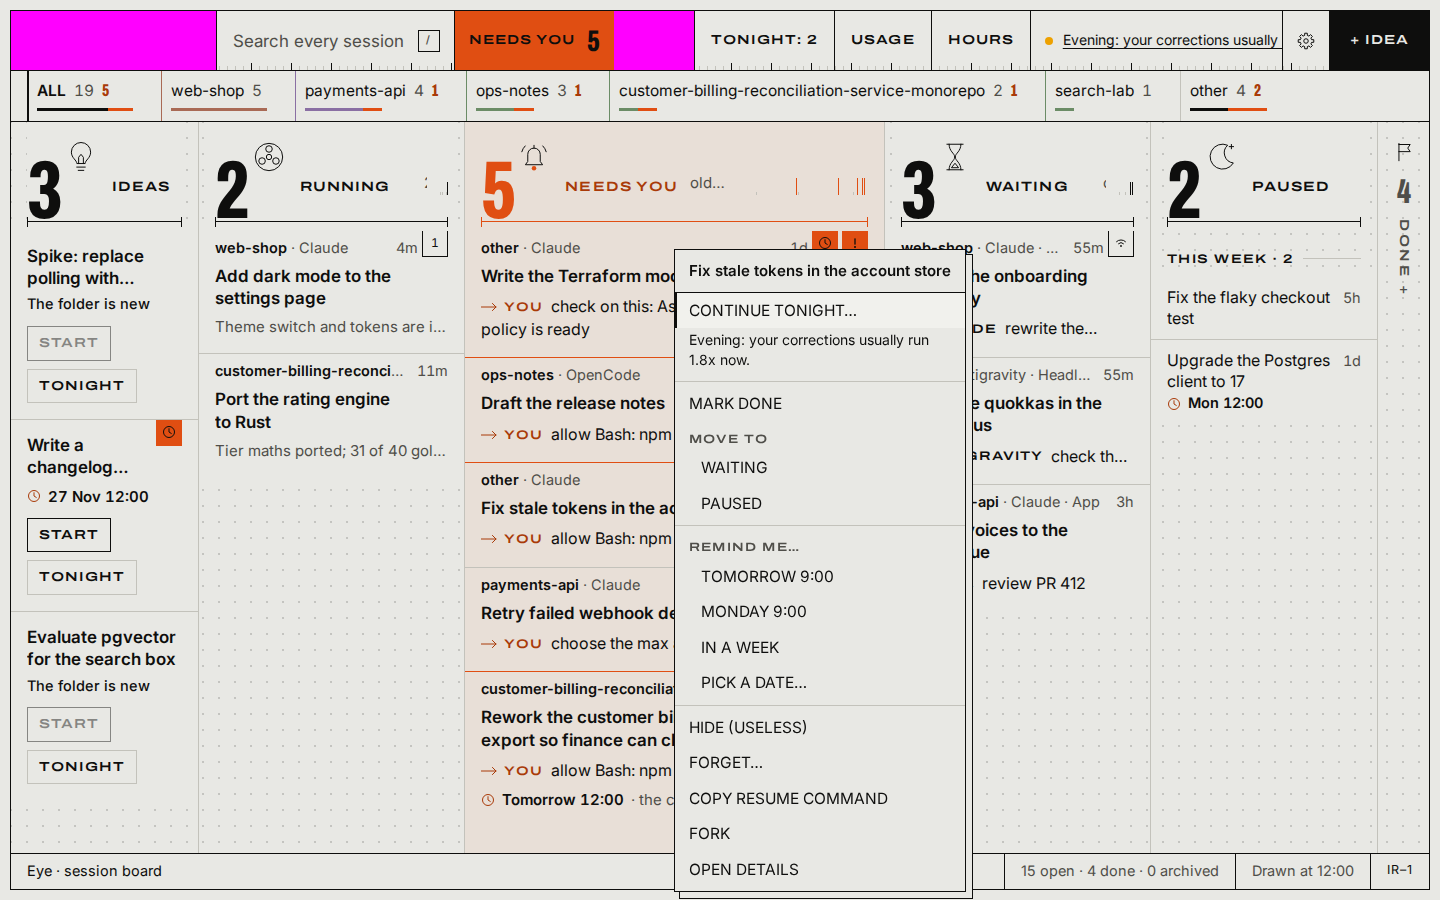 Search every session /
NEEDS YOU 5
TONIGHT: 2
USAGE
HOURS
Evening: your corrections usually
+ IDEA
ALL 19 5
web-shop 5
payments-api 4 1
ops-notes 3 1
customer-billing-reconciliation-service-monorepo 2 1
search-lab 1
other 4 2
3 IDEAS
Spike: replace
polling with...
The folder is new
START
TONIGHT
Write a
changelog...
27 Nov 12:00
START
TONIGHT
Evaluate pgvector
for the search box
The folder is new
START
TONIGHT
2 RUNNING
web-shop · Claude 4m 1
Add dark mode to the
settings page
Theme switch and tokens are i...
customer-billing-reconci... 11m
Port the rating engine
to Rust
Tier maths ported; 31 of 40 gol...
5 NEEDS YOU old...
other · Claude 1d !
Write the Terraform mo
→ YOU check on this: As
policy is ready
ops-notes · OpenCode
Draft the release notes
→ YOU allow Bash: npm
other · Claude
Fix stale tokens in the ac
→ YOU allow Bash: npm
payments-api · Claude
Retry failed webhook de
→ YOU choose the max
customer-billing-reconcilia
Rework the customer bi
export so finance can cl
→ YOU allow Bash: npm
Tomorrow 12:00 · the c
Fix stale tokens in the account store
CONTINUE TONIGHT...
Evening: your corrections usually run
1.8x now.
MARK DONE
MOVE TO
WAITING
PAUSED
REMIND ME...
TOMORROW 9:00
MONDAY 9:00
IN A WEEK
PICK A DATE...
HIDE (USELESS)
FORGET...
COPY RESUME COMMAND
FORK
OPEN DETAILS
3 WAITING
web-shop · Claude · ... 55m
he onboarding
y
DE rewrite the...
tigravity · Headl... 55m
e quokkas in the
us
GRAVITY check th...
-api · Claude · App 3h
voices to the
ue
review PR 412
2 PAUSED
THIS WEEK · 2
Fix the flaky checkout 5h
test
Upgrade the Postgres 1d
client to 17
Mon 12:00
4 DONE +
Eye · session board
15 open · 4 done · 0 archived
Drawn at 12:00
IR–1